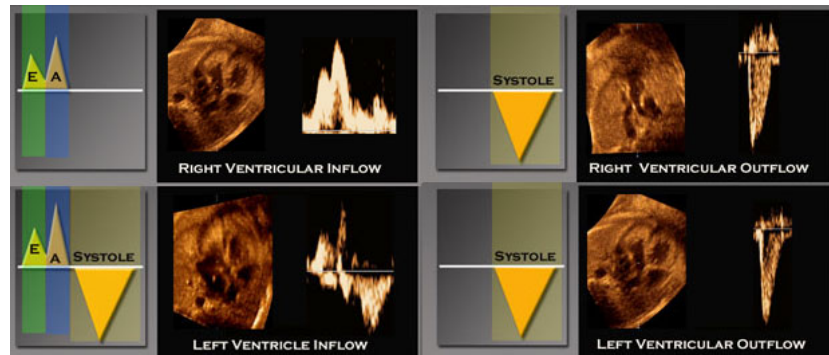 E A
RIGHT VENTRICULAR INFLOW
SYSTOLE
RIGHT VENTRICULAR OUTFLOW
E A SYSTOLE
LEFT VENTRICLE INFLOW
SYSTOLE
LEFT VENTRICULAR OUTFLOW